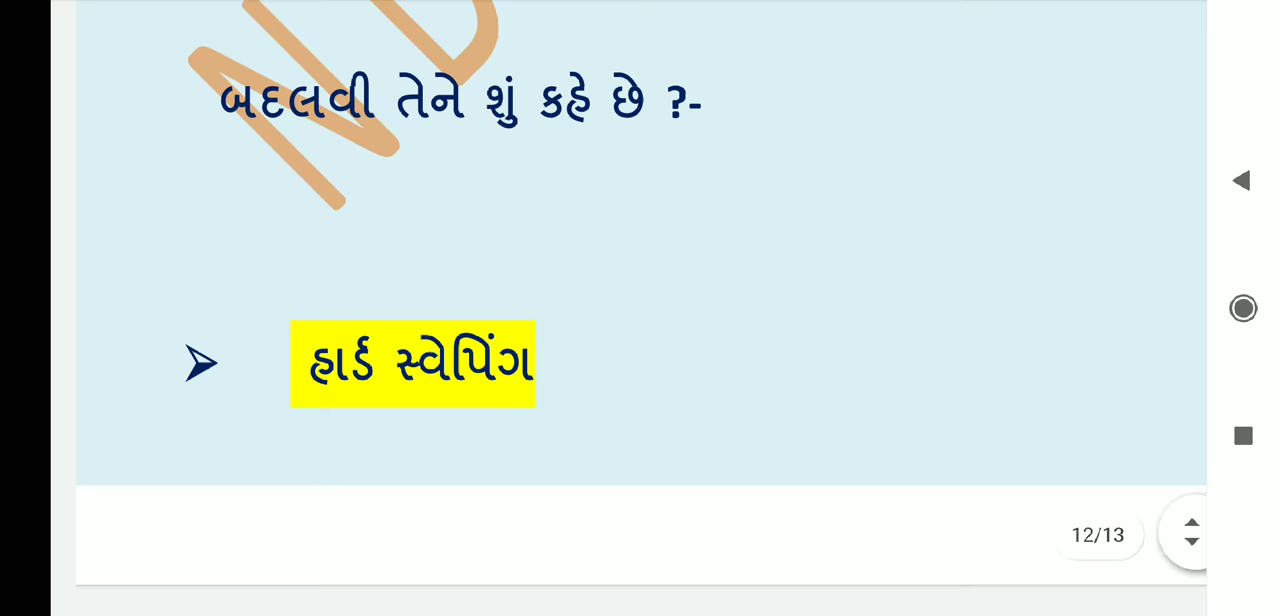 બદલવી તેને શું કહે છે ?-
હાર્ડ સ્વેપિંગ
12/13